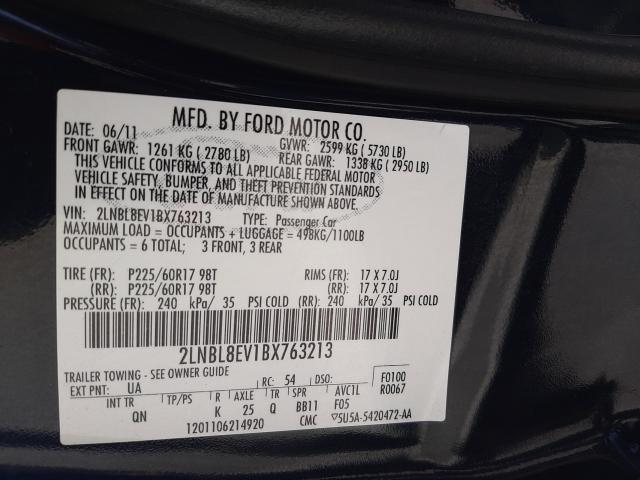 MFD. BY FORD MOTOR CO.
DATE: 06/11 GVWR: 2599 KG ( 5730 LB)
FRONT GAWR: 1261 KG ( 2780 LB) REAR GAWR: 1338 KG ( 2950 LB)
THIS VEHICLE CONFORMS TO ALL APPLICABLE FEDERAL MOTOR
VEHICLE SAFETY, BUMPER, AND THEFT PREVENTION STANDARDS
IN EFFECT ON THE DATE OF MANUFACTURE SHOWN ABOVE.
VIN: 2LNBL8EV1BX763213 TYPE: Passenger Car
MAXIMUM LOAD = OCCUPANTS + LUGGAGE = 498KG/1100LB
OCCUPANTS = 6 TOTAL; 3 FRONT, 3 REAR
TIRE (FR): P225/60R17 98T RIMS (FR): 17 X 7.0J
(RR): P225/60R17 98T (RR): 17 X 7.0J
PRESSURE (FR): 240 kPa/ 35 PSI COLD (RR): 240 kPa/ 35 PSI COLD
2LNBL8EV1BX763213
TRAILER TOWING - SEE OWNER GUIDE
EXT PNT: UA RC: 54 DSO: F0100
R0067
INT TR TP/PS R AXLE TR SPR AVC1L
QN K 25 Q BB11 F05
1201106214920 CMC ▽5U5A-5420472-AA